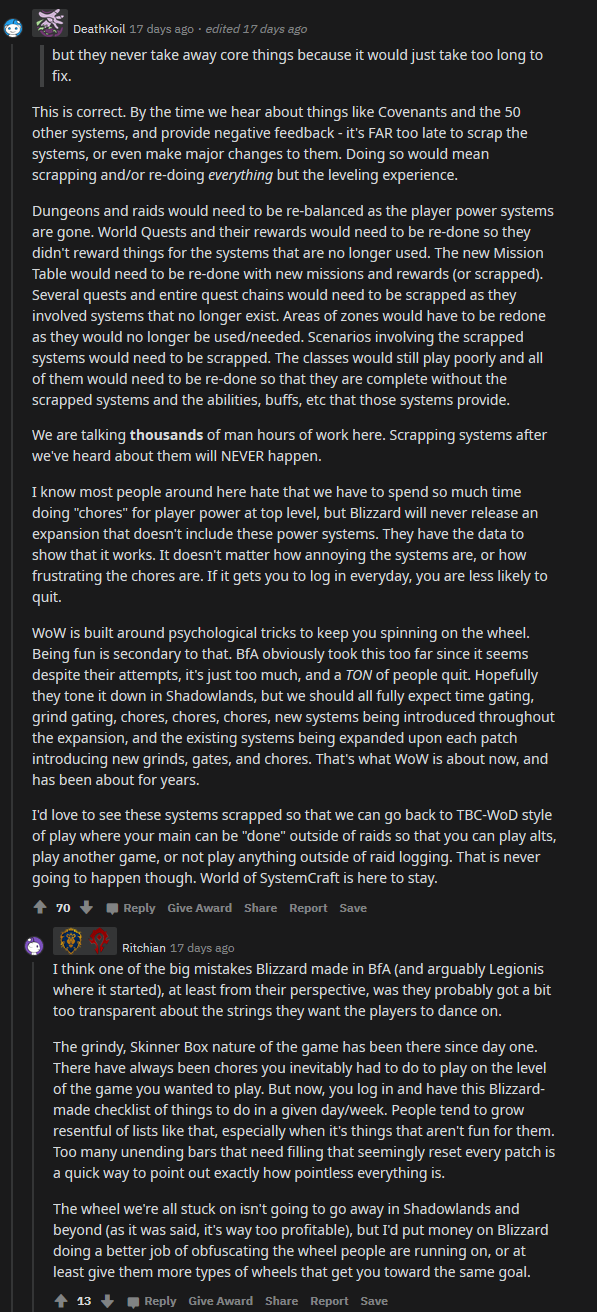 DeathKoil 17 days ago · edited 17 days ago
but they never take away core things because it would just take too long to
fix.
This is correct. By the time we hear about things like Covenants and the 50
other systems, and provide negative feedback - it's FAR too late to scrap the
systems, or even make major changes to them. Doing so would mean
scrapping and/or re-doing everything but the leveling experience.
Dungeons and raids would need to be re-balanced as the player power systems
are gone. World Quests and their rewards would need to be re-done so they
didn't reward things for the systems that are no longer used. The new Mission
Table would need to be re-done with new missions and rewards (or scrapped).
Several quests and entire quest chains would need to be scrapped as they
involved systems that no longer exist. Areas of zones would have to be redone
as they would no longer be used/needed. Scenarios involving the scrapped
systems would need to be scrapped. The classes would still play poorly and all
of them would need to be re-done so that they are complete without the
scrapped systems and the abilities, buffs, etc that those systems provide.
We are talking thousands of man hours of work here. Scrapping systems after
we've heard about them will NEVER happen.
I know most people around here hate that we have to spend so much time
doing "chores" for player power at top level, but Blizzard will never release an
expansion that doesn't include these power systems. They have the data to
show that it works. It doesn't matter how annoying the systems are, or how
frustrating the chores are. If it gets you to log in everyday, you are less likely to
quit.
WoW is built around psychological tricks to keep you spinning on the wheel.
Being fun is secondary to that. BfA obviously took this too far since it seems
despite their attempts, it's just too much, and a TON of people quit. Hopefully
they tone it down in Shadowlands, but we should all fully expect time gating,
grind gating, chores, chores, chores, new systems being introduced throughout
the expansion, and the existing systems being expanded upon each patch
introducing new grinds, gates, and chores. That's what WoW is about now, and
has been about for years.
I'd love to see these systems scrapped so that we can go back to TBC-WoD style
of play where your main can be "done" outside of raids so that you can play alts,
play another game, or not play anything outside of raid logging. That is never
going to happen though. World of SystemCraft is here to stay.
70 Reply Give Award Share Report Save
Ritchian 17 days ago
I think one of the big mistakes Blizzard made in BfA (and arguably Legionis
where it started), at least from their perspective, was they probably got a bit
too transparent about the strings they want the players to dance on.
The grindy, Skinner Box nature of the game has been there since day one.
There have always been chores you inevitably had to do to play on the level
of the game you wanted to play. But now, you log in and have this Blizzard-
made checklist of things to do in a given day/week. People tend to grow
resentful of lists like that, especially when it's things that aren't fun for them.
Too many unending bars that need filling that seemingly reset every patch is
a quick way to point out exactly how pointless everything is.
The wheel we're all stuck on isn't going to go away in Shadowlands and
beyond (as it was said, it's way too profitable), but I'd put money on Blizzard
doing a better job of obfuscating the wheel people are running on, or at
least give them more types of wheels that get you toward the same goal.
13 Reply Give Award Share Report Save